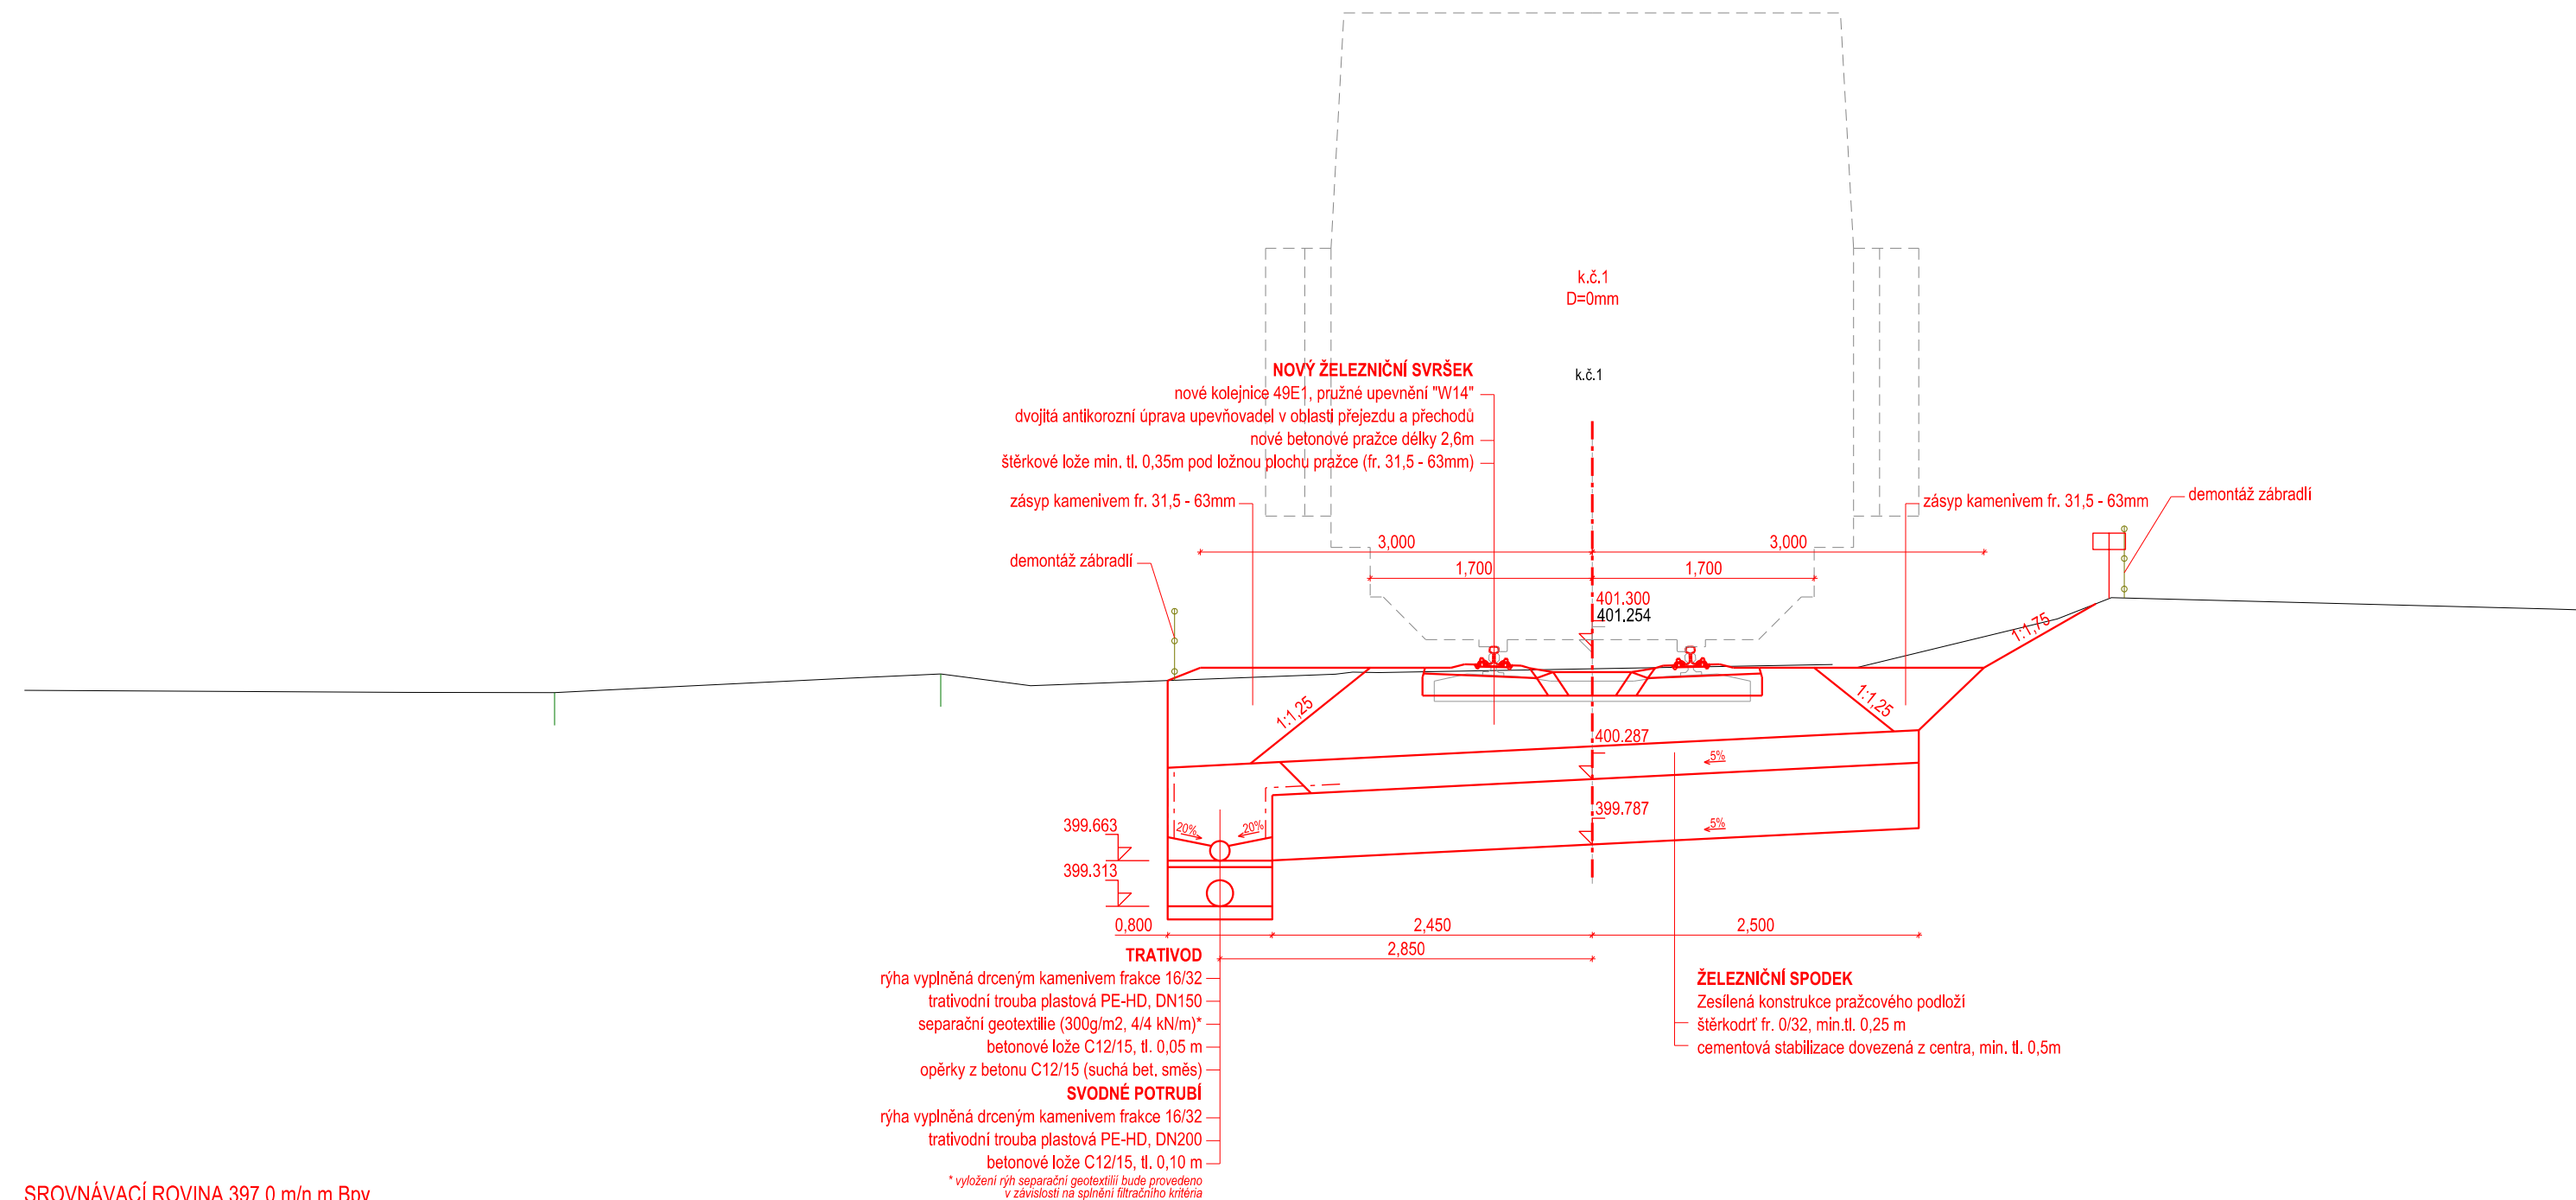 k.č.1
D=0mm
k.č.1
NOVÝ ŽELEZNIČNÍ SVRŠEK
nové kolejnice 49E1, pružné upevnění "W14"
dvojitá antikorozní úprava upevňovadel v oblasti přejezdu a přechodů
nové betonové pražce délky 2,6m
štěrkové lože min. tl. 0,35m pod ložnou plochu pražce (fr. 31,5 - 63mm)
zásyp kamenivem fr. 31,5 - 63mm
zásyp kamenivem fr. 31,5 - 63mm
demontáž zábradlí
demontáž zábradlí
3,000
3,000
1,700
1,700
401.300
401.254
1:1,75
1:1,25
1:1,25
400.287
5%
399.787
5%
399.663
20%
20%
399.313
0,800
2,450
2,500
2,850
TRATIVOD
rýha vyplněná drceným kamenivem frakce 16/32
trativodní trouba plastová PE-HD, DN150
separační geotextilie (300g/m2, 4/4 kN/m)*
betonové lože C12/15, tl. 0,05 m
opěrky z betonu C12/15 (suchá bet. směs)
SVODNÉ POTRUBÍ
rýha vyplněná drceným kamenivem frakce 16/32
trativodní trouba plastová PE-HD, DN200
betonové lože C12/15, tl. 0,10 m
* vyložení rýh separační geotextilií bude provedeno
v závislosti na splnění filtračního kritéria
ŽELEZNIČNÍ SPODEK
Zesílená konstrukce pražcového podloží
štěrkodrť fr. 0/32, min.tl. 0,25 m
cementová stabilizace dovezená z centra, min. tl. 0,5m
SROVNÁVACÍ ROVINA 397,0 m/n.m.Bpv